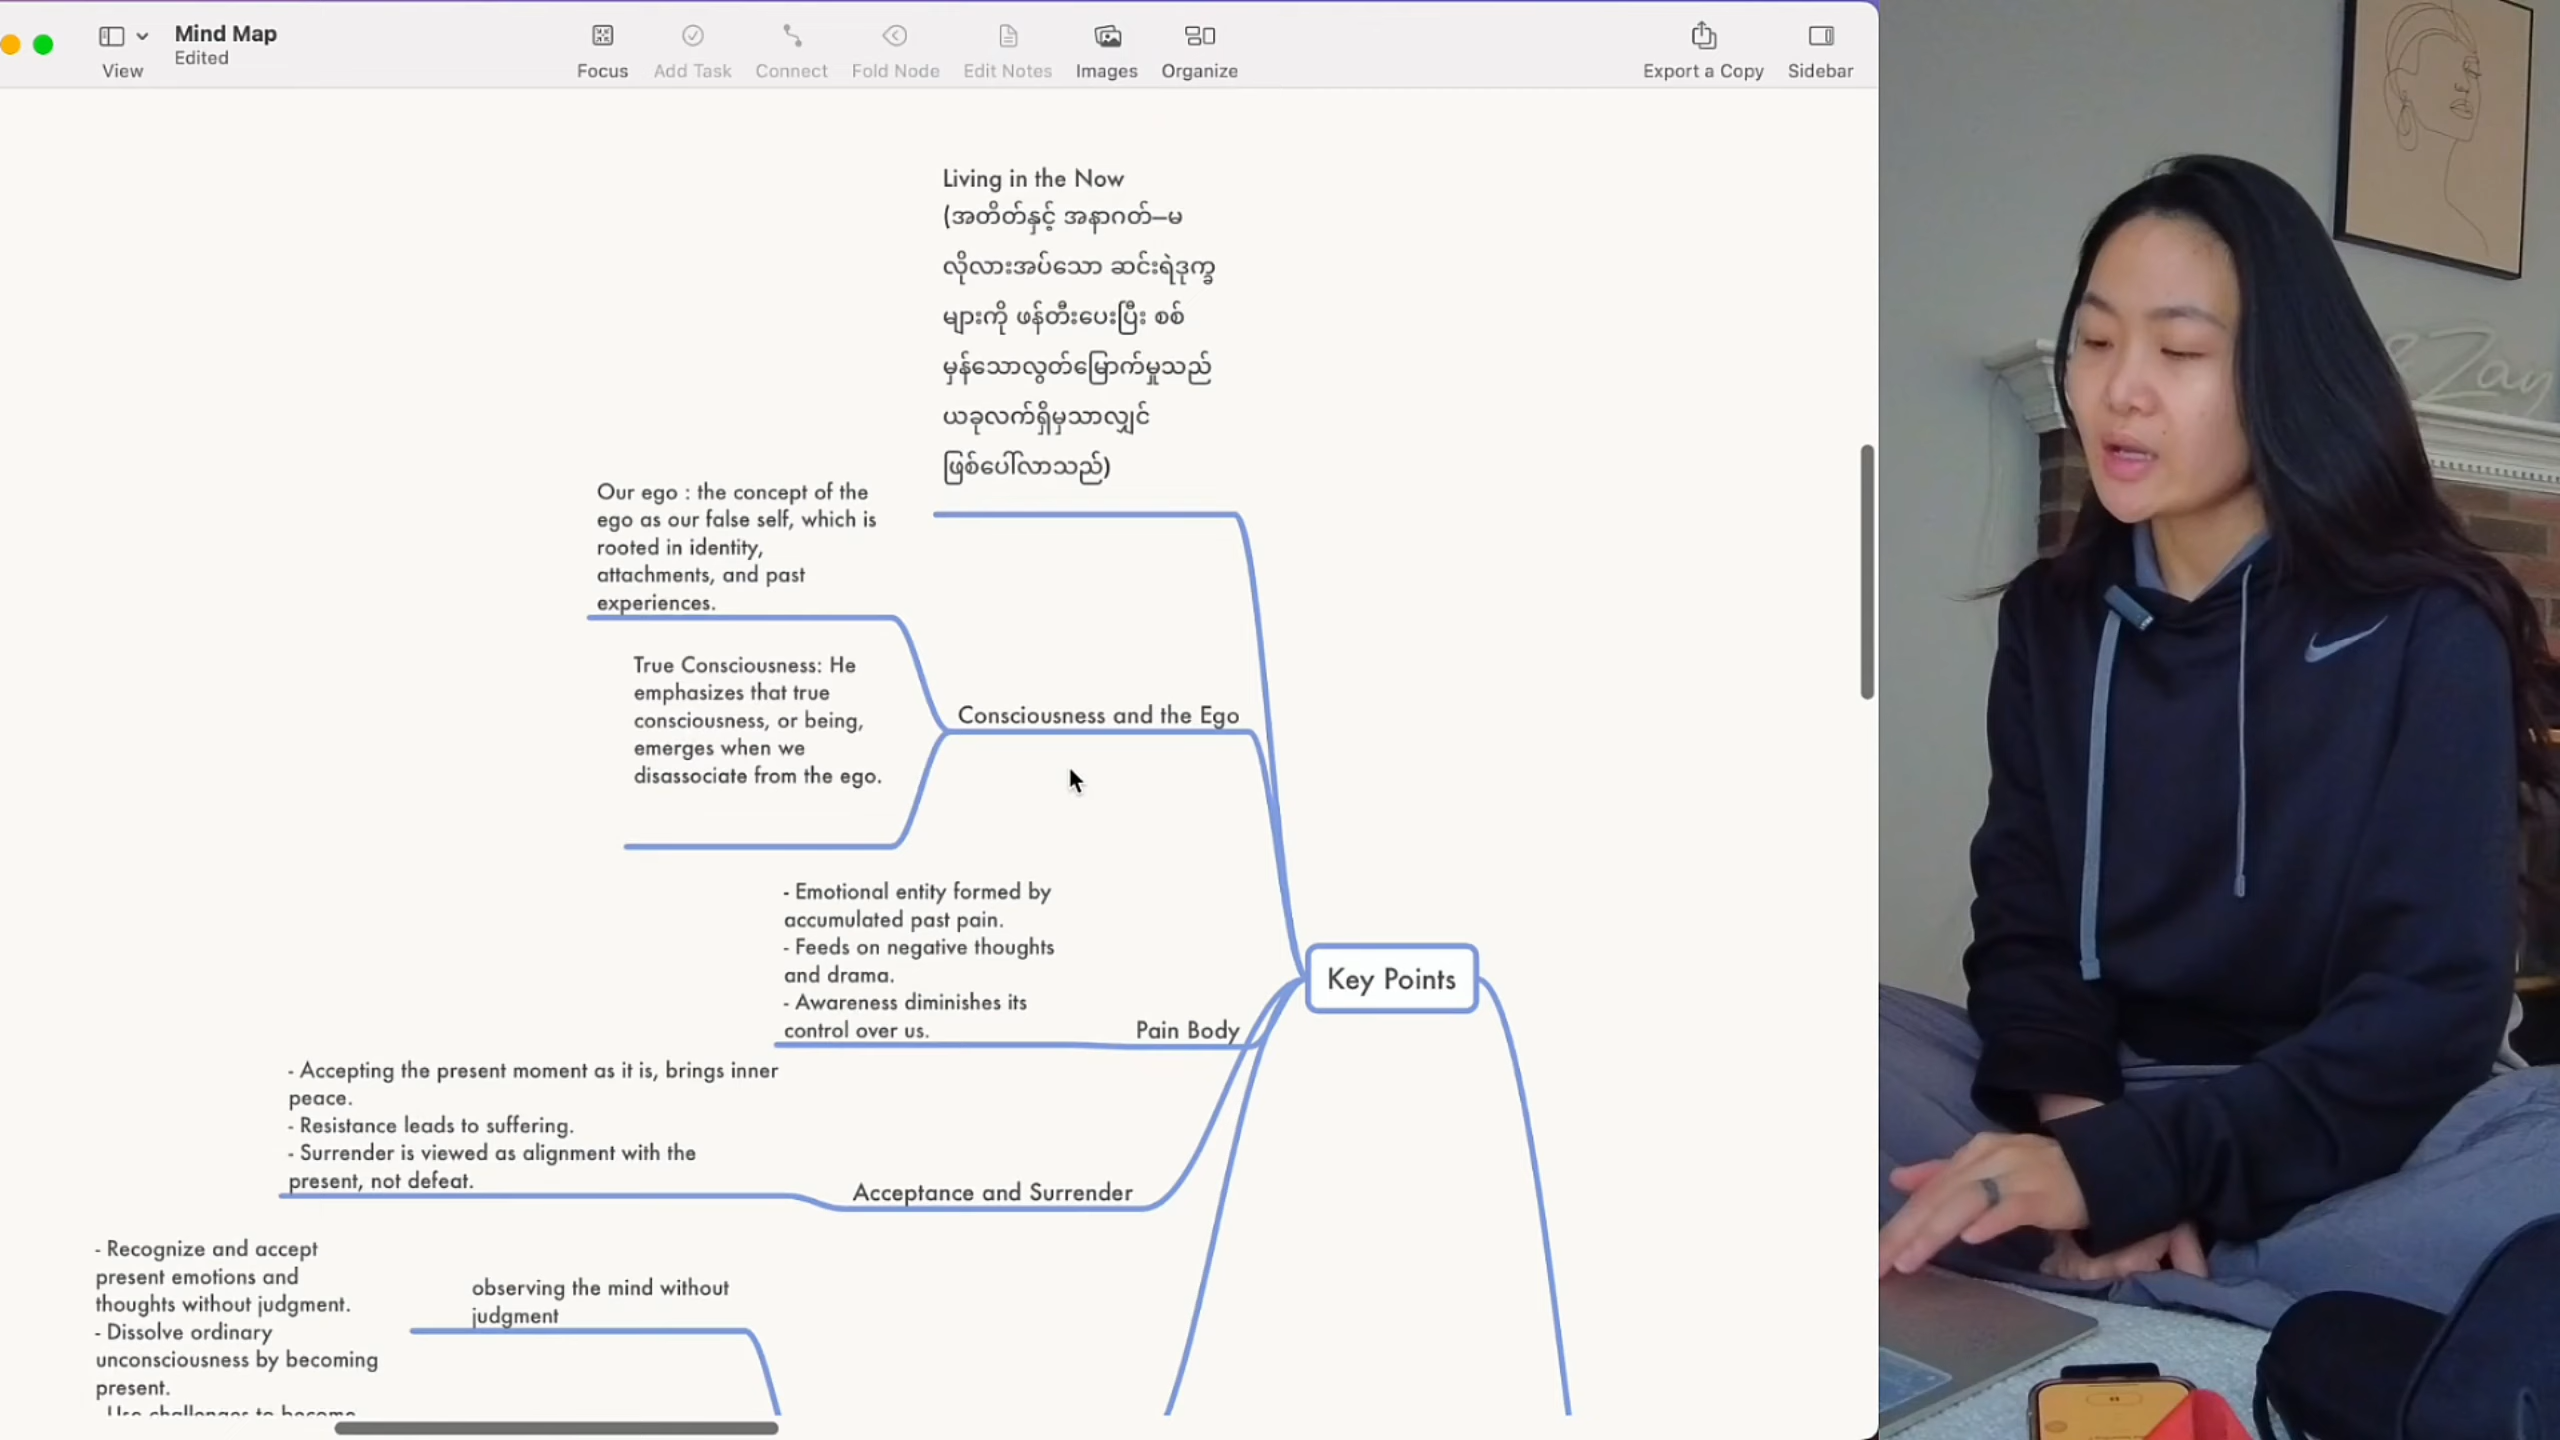 Mind Map
Edited
View
Focus
Add Task
Connect
Fold Node
Edit Notes
Images
Organize
Export a Copy
Sidebar
Living in the Now
(အတိတ်နှင့် အနာဂတ်–မ
လိုလားအပ်သော ဆင်းရဲဒုက္ခ
များကို ဖန်တီးပေးပြီး စစ်
မှန်သောလွတ်မြောက်မှုသည်
ယခုလက်ရှိမှသာလျှင်
ဖြစ်ပေါ်လာသည်)
Our ego : the concept of the
ego as our false self, which is
rooted in identity,
attachments, and past
experiences.
True Consciousness: He
emphasizes that true
consciousness, or being,
emerges when we
disassociate from the ego.
Consciousness and the Ego
- Emotional entity formed by
accumulated past pain.
- Feeds on negative thoughts
and drama.
- Awareness diminishes its
control over us.
Pain Body
Key Points
- Accepting the present moment as it is, brings inner
peace.
- Resistance leads to suffering.
- Surrender is viewed as alignment with the
present, not defeat.
Acceptance and Surrender
- Recognize and accept
present emotions and
thoughts without judgment.
- Dissolve ordinary
unconsciousness by becoming
present.
- Use challenges to become
observing the mind without
judgment